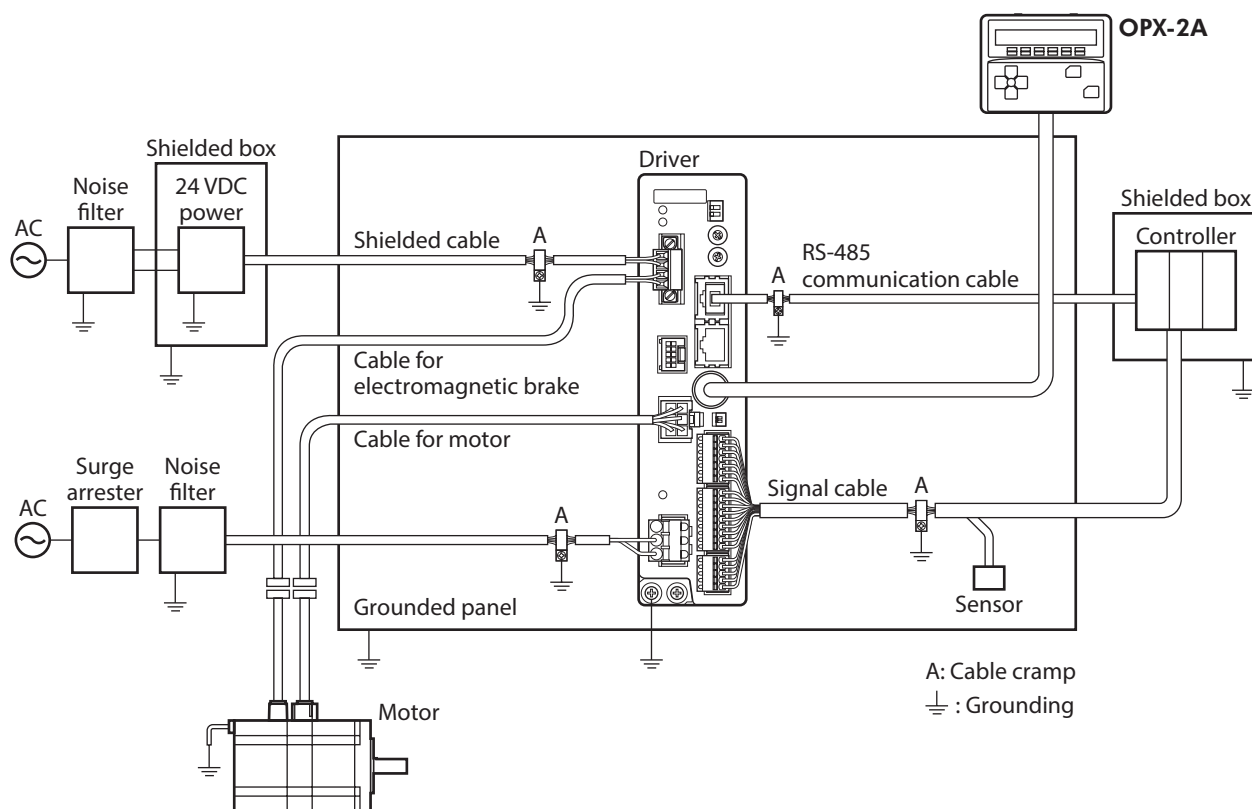 OPX-2A
Shielded box
Driver
Noise
filter
24 VDC
power
Shielded box
AC
Shielded cable
A
RS-485
communication cable
A
Controller
Cable for
electromagnetic brake
Cable for motor
Surge
arrester
Noise
filter
Signal cable
A
AC
A
Grounded panel
Sensor
A: Cable cramp
: Grounding
Motor